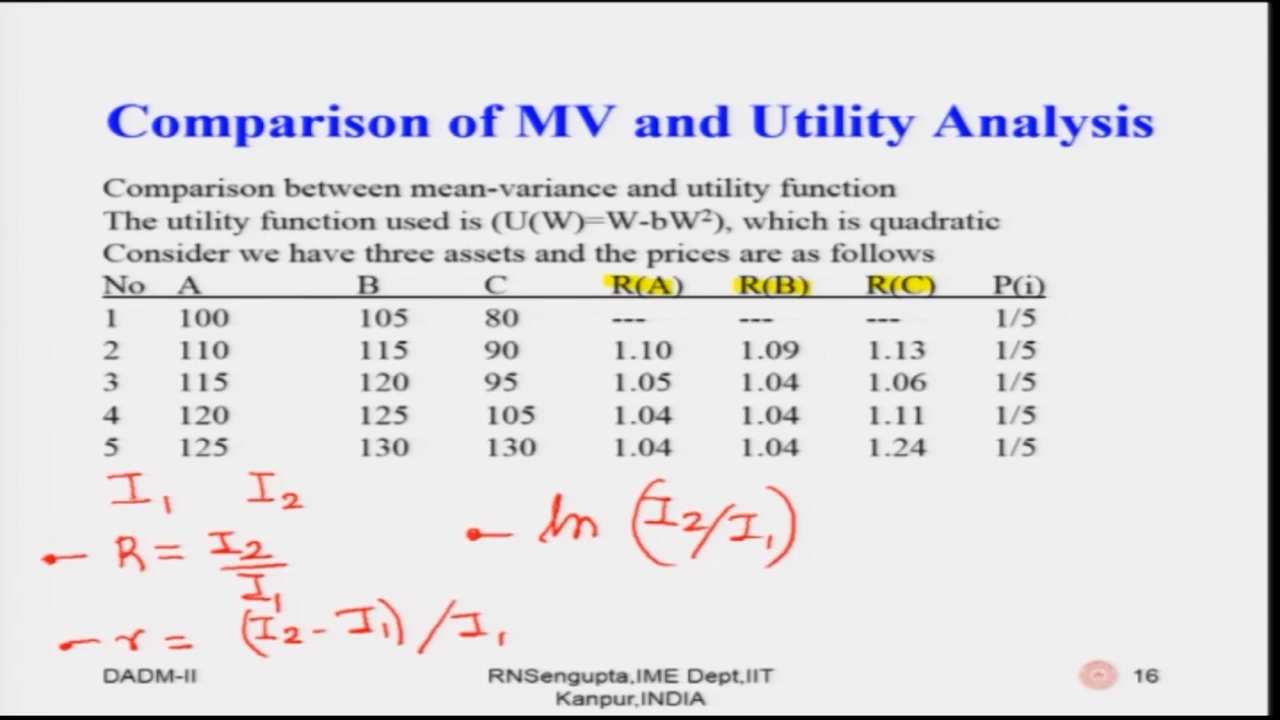 Comparison of MV and Utility Analysis
Comparison between mean-variance and utility function
The utility function used is (U(W)=W-bW²), which is quadratic
Consider we have three assets and the prices are as follows
No A B C R(A) R(B) R(C) P(i)
1 100 105 80 --- --- --- 1/5
2 110 115 90 1.10 1.09 1.13 1/5
3 115 120 95 1.05 1.04 1.06 1/5
4 120 125 105 1.04 1.04 1.11 1/5
5 125 130 130 1.04 1.04 1.24 1/5
I₁ I₂
R = I₂/I₁
ln (I₂/I₁)
r = (I₂ - I₁) / I₁
DADM-II
RNSengupta,IME Dept,IIT
Kanpur,INDIA
16